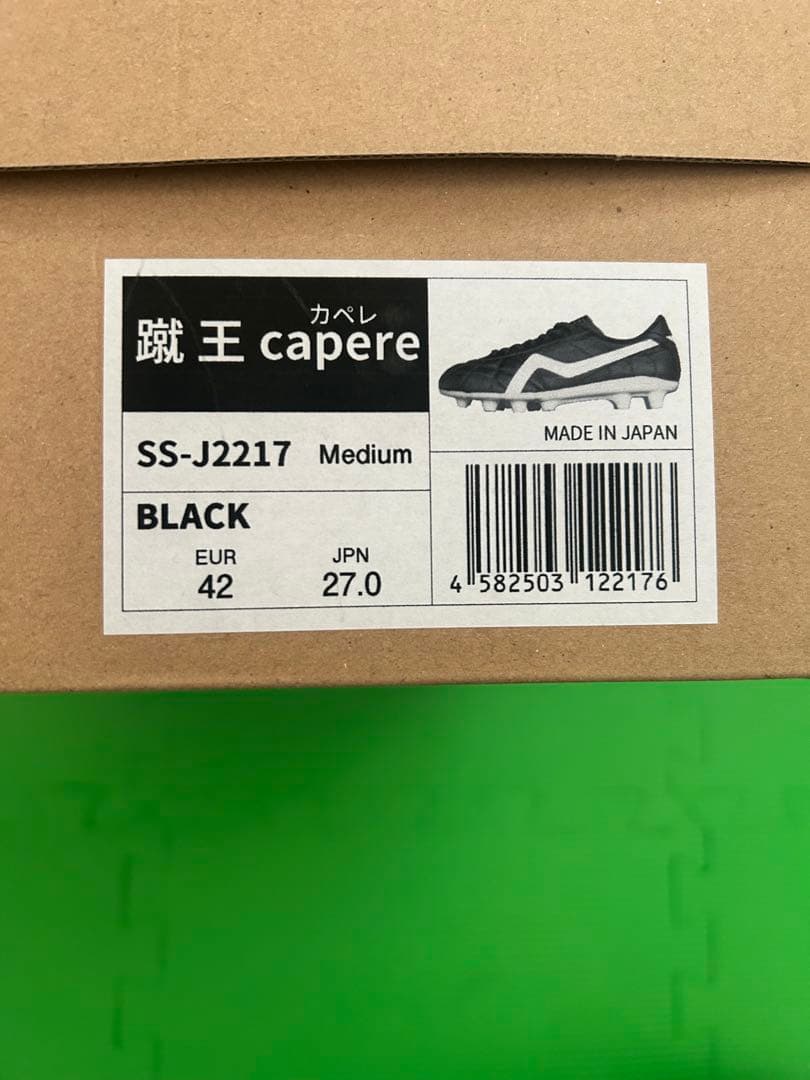 カペレ
蹴王 capere
SS-J2217 Medium
BLACK
EUR JPN
42 27.0
MADE IN JAPAN
4 582503 122176